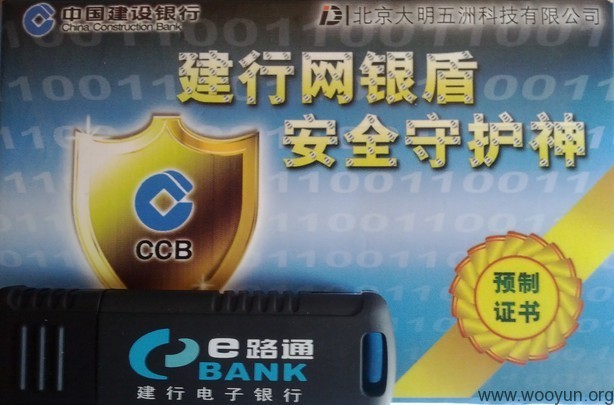 中国建设银行
China Construction Bank
北京大明五洲科技有限公司
建行网银盾
安全守护神
CCB
预制
证书
e路通
BANK
建行电子银行
www.wooyun.org